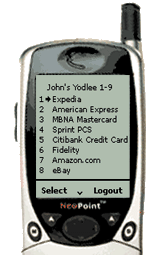 John's Yodlee 1-9
1 Expedia
2 American Express
3 MBNA Mastercard
4 Sprint PCS
5 Citibank Credit Card
6 Fidelity
7 Amazon.com
8 eBay
Select Logout
NeoPoint™